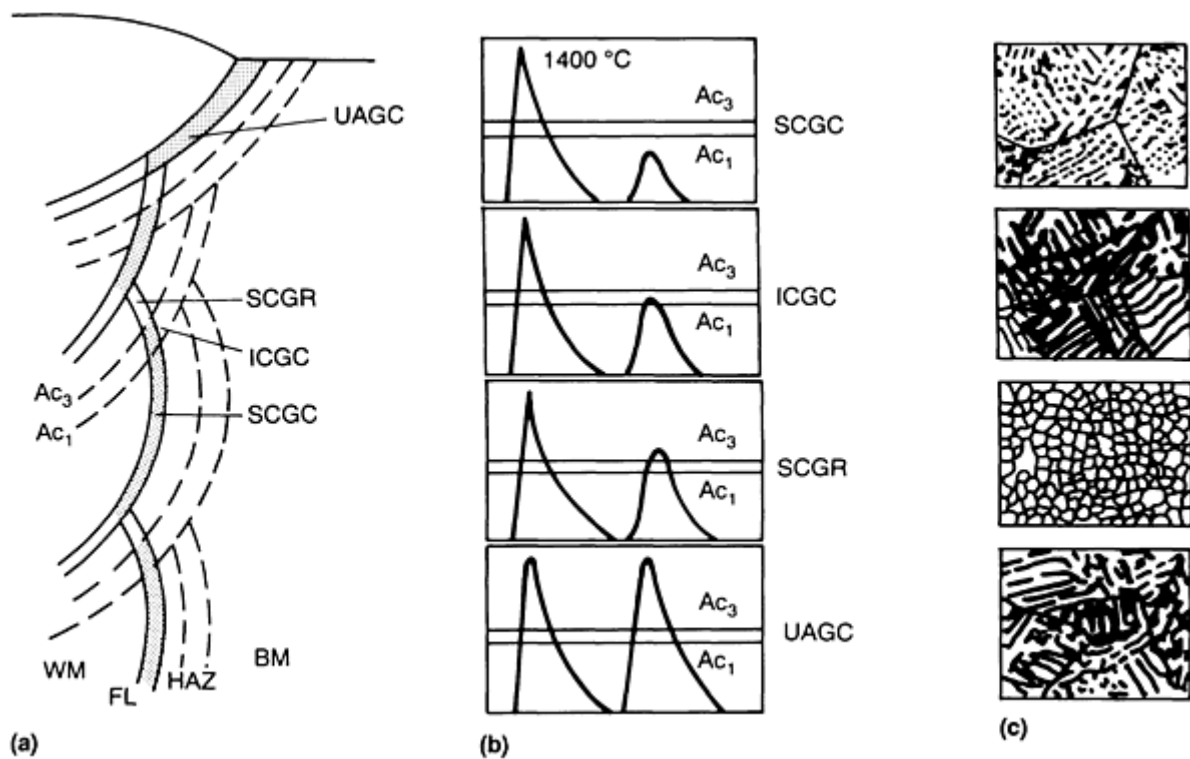 UAGC
SCGR
ICGC
Ac3
SCGC
Ac1
WM
FL
HAZ
BM
(a)
1400 °C
Ac3
SCGC
Ac1
Ac3
ICGC
Ac1
Ac3
SCGR
Ac1
Ac3
UAGC
Ac1
(b)
(c)